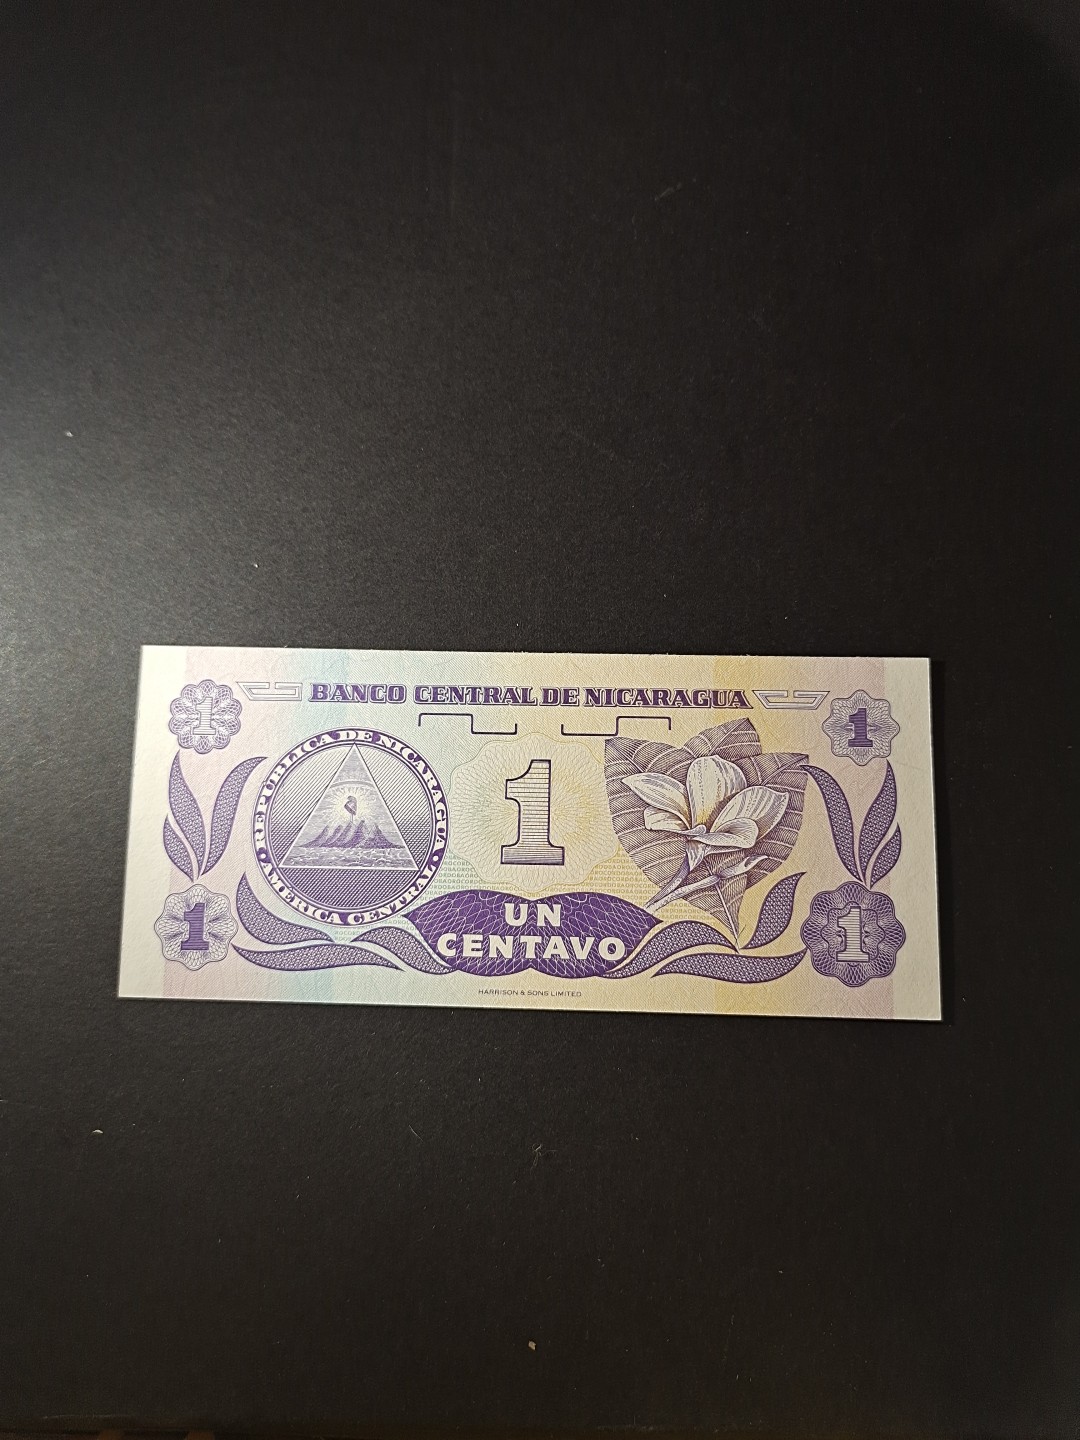 BANCO CENTRAL DE NICARAGUA
1
1
REPUBLICA DE NICARAGUA
AMERICA CENTRAL
1
1
1
UN
CENTAVO
HARRISON & SONS LIMITED